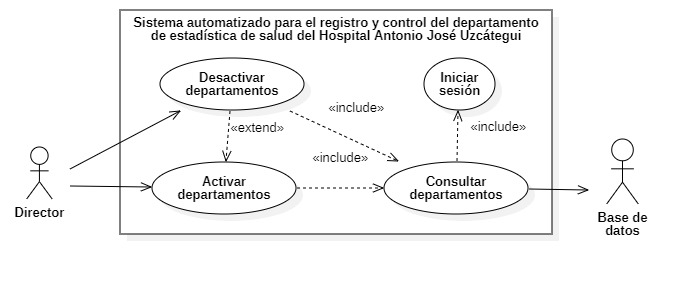 Sistema automatizado para el registro y control del departamento
de estadística de salud del Hospital Antonio José Uzcátegui
Desactivar
departamentos
Iniciar
sesión
«include»
«extend»
«include»
«include»
Activar
departamentos
Consultar
departamentos
Director
Base de
datos